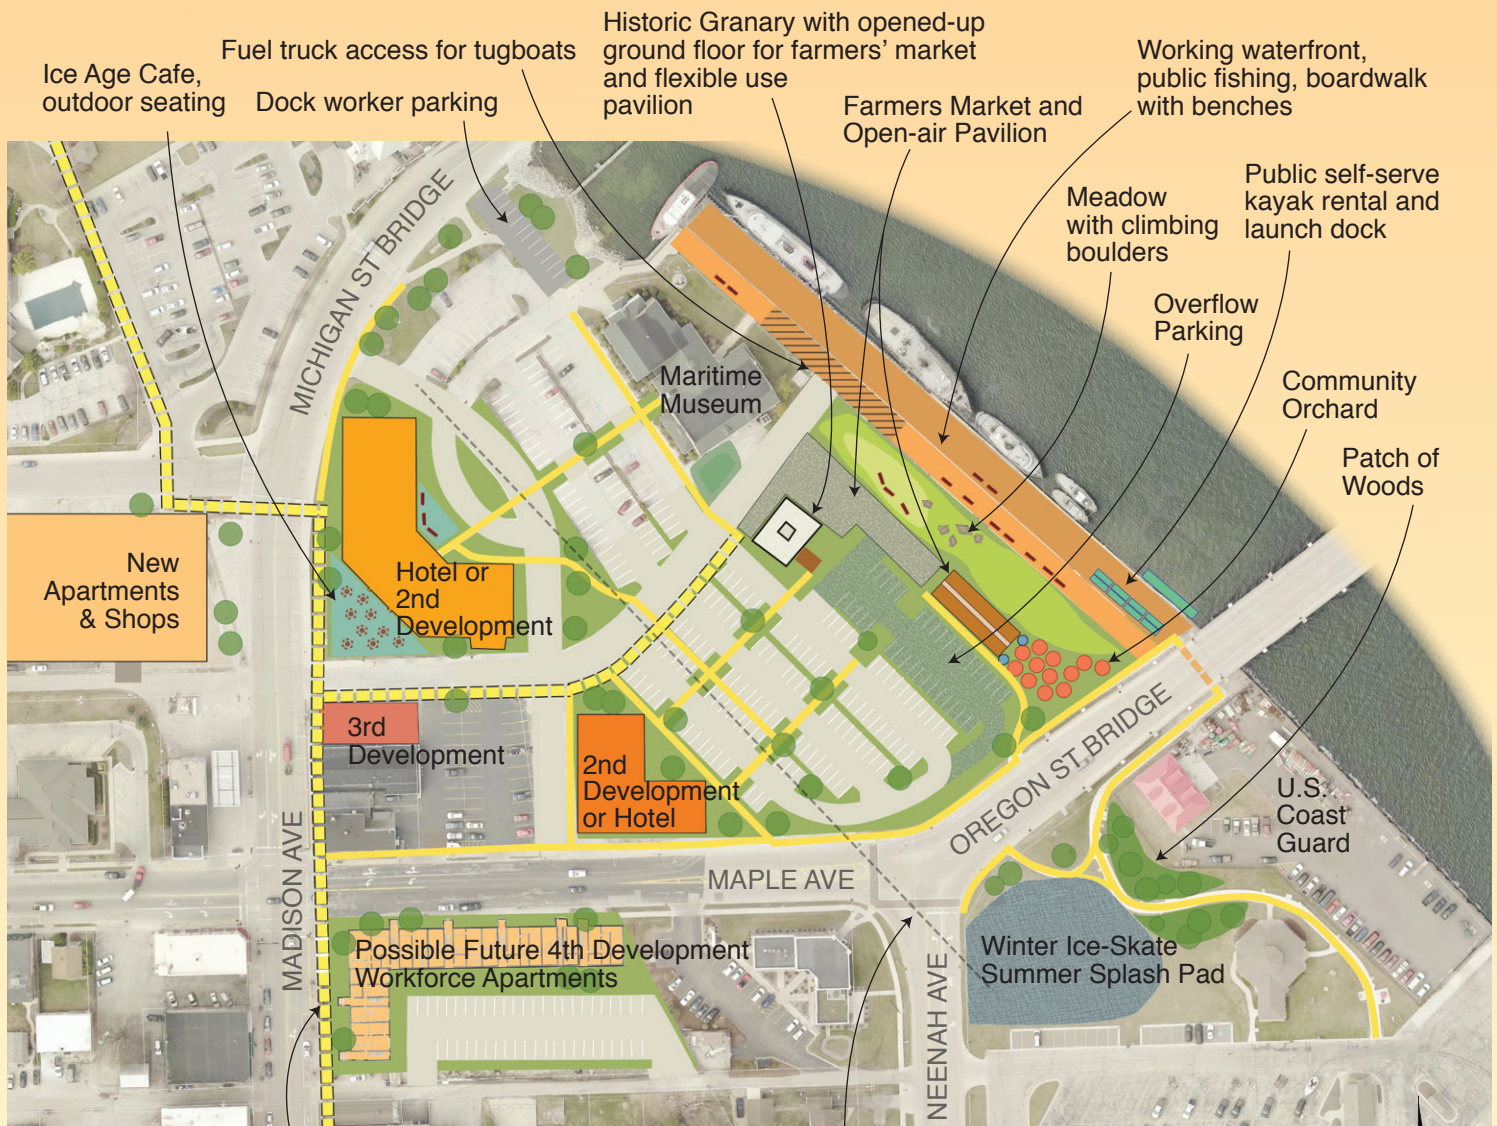 Historic Granary with opened-up
ground floor for farmers’ market
and flexible use
pavilion
Fuel truck access for tugboats
Working waterfront,
public fishing, boardwalk
with benches
Ice Age Cafe,
outdoor seating
Dock worker parking
Farmers Market and
Open-air Pavilion
Public self-serve
kayak rental and
launch dock
Meadow
with climbing
boulders
Overflow
Parking
Community
Orchard
Patch of
Woods
MICHIGAN ST BRIDGE
Maritime
Museum
New
Apartments
& Shops
Hotel or
2nd
Development
3rd
Development
2nd
Development
or Hotel
OREGON ST BRIDGE
U.S.
Coast
Guard
MADISON AVE
MAPLE AVE
Possible Future 4th Development
Workforce Apartments
NEENAH AVE
Winter Ice-Skate
Summer Splash Pad